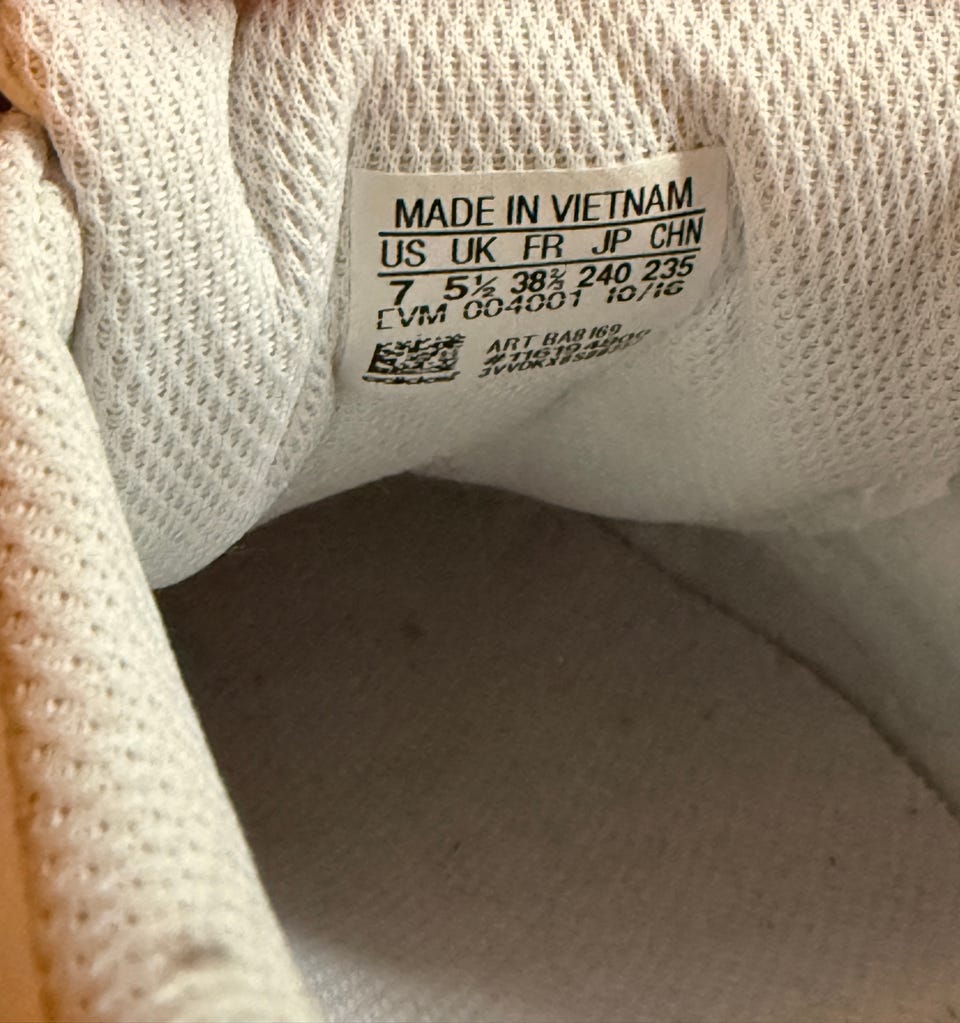 MADE IN VIETNAM
US UK FR JP CHN
7 5½ 38⅔ 240 235
EVM 004001 10/16
ART BA8169
adidas